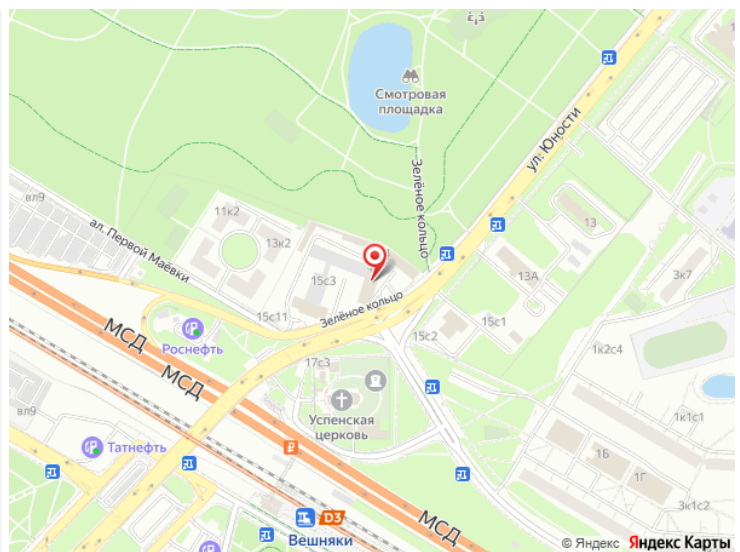 Смотровая
площадка
ул. Юности
Зелёное кольцо
вл9
ал. Первой Маёвки
11к2
13к2
13
13А
3к7
15с3
Зелёное кольцо
15с11
15с2
15с1
МСД
Роснефть
МСД
17с3
1к2с4
Успенская
церковь
1к1с1
вл9
Татнефть
1Б
1Г
3к1с2
D3
Вешняки
МСД
© Яндекс Яндекс Карты